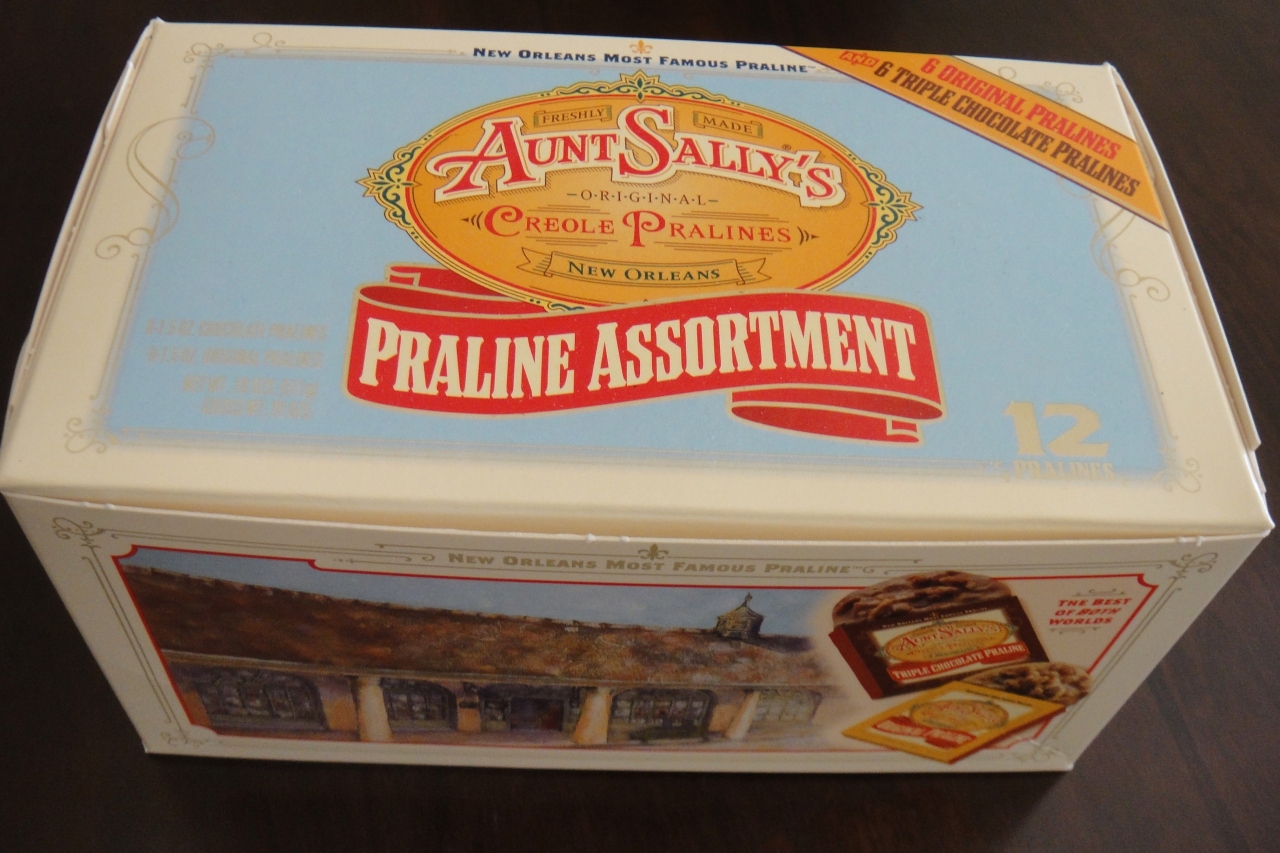 NEW ORLEANS MOST FAMOUS PRALINE™
6 ORIGINAL PRALINES
AND 6 TRIPLE CHOCOLATE PRALINES
FRESHLY MADE
AUNT SALLY'S®
-O·R·I·G·I·N·A·L-
CREOLE PRALINES
NEW ORLEANS
PRALINE ASSORTMENT
12
PRALINES
NEW ORLEANS MOST FAMOUS PRALINE™
THE BEST
OF BOTH
WORLDS
AUNT SALLY'S
CREOLE PRALINES
TRIPLE CHOCOLATE PRALINE